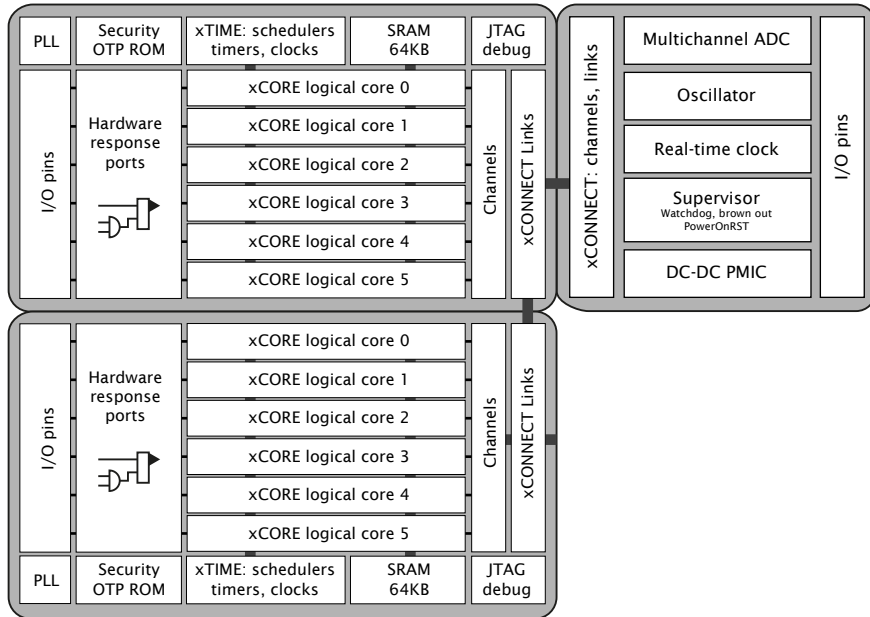 PLL
Security
OTP ROM
xTIME: schedulers
timers, clocks
SRAM
64KB
JTAG
debug
I/O pins
Hardware
response
ports
xCORE logical core 0
xCORE logical core 1
xCORE logical core 2
xCORE logical core 3
xCORE logical core 4
xCORE logical core 5
Channels
xCONNECT Links
xCONNECT: channels, links
Multichannel ADC
Oscillator
Real-time clock
Supervisor
Watchdog, brown out
PowerOnRST
DC-DC PMIC
I/O pins
I/O pins
Hardware
response
ports
xCORE logical core 0
xCORE logical core 1
xCORE logical core 2
xCORE logical core 3
xCORE logical core 4
xCORE logical core 5
Channels
xCONNECT Links
PLL
Security
OTP ROM
xTIME: schedulers
timers, clocks
SRAM
64KB
JTAG
debug